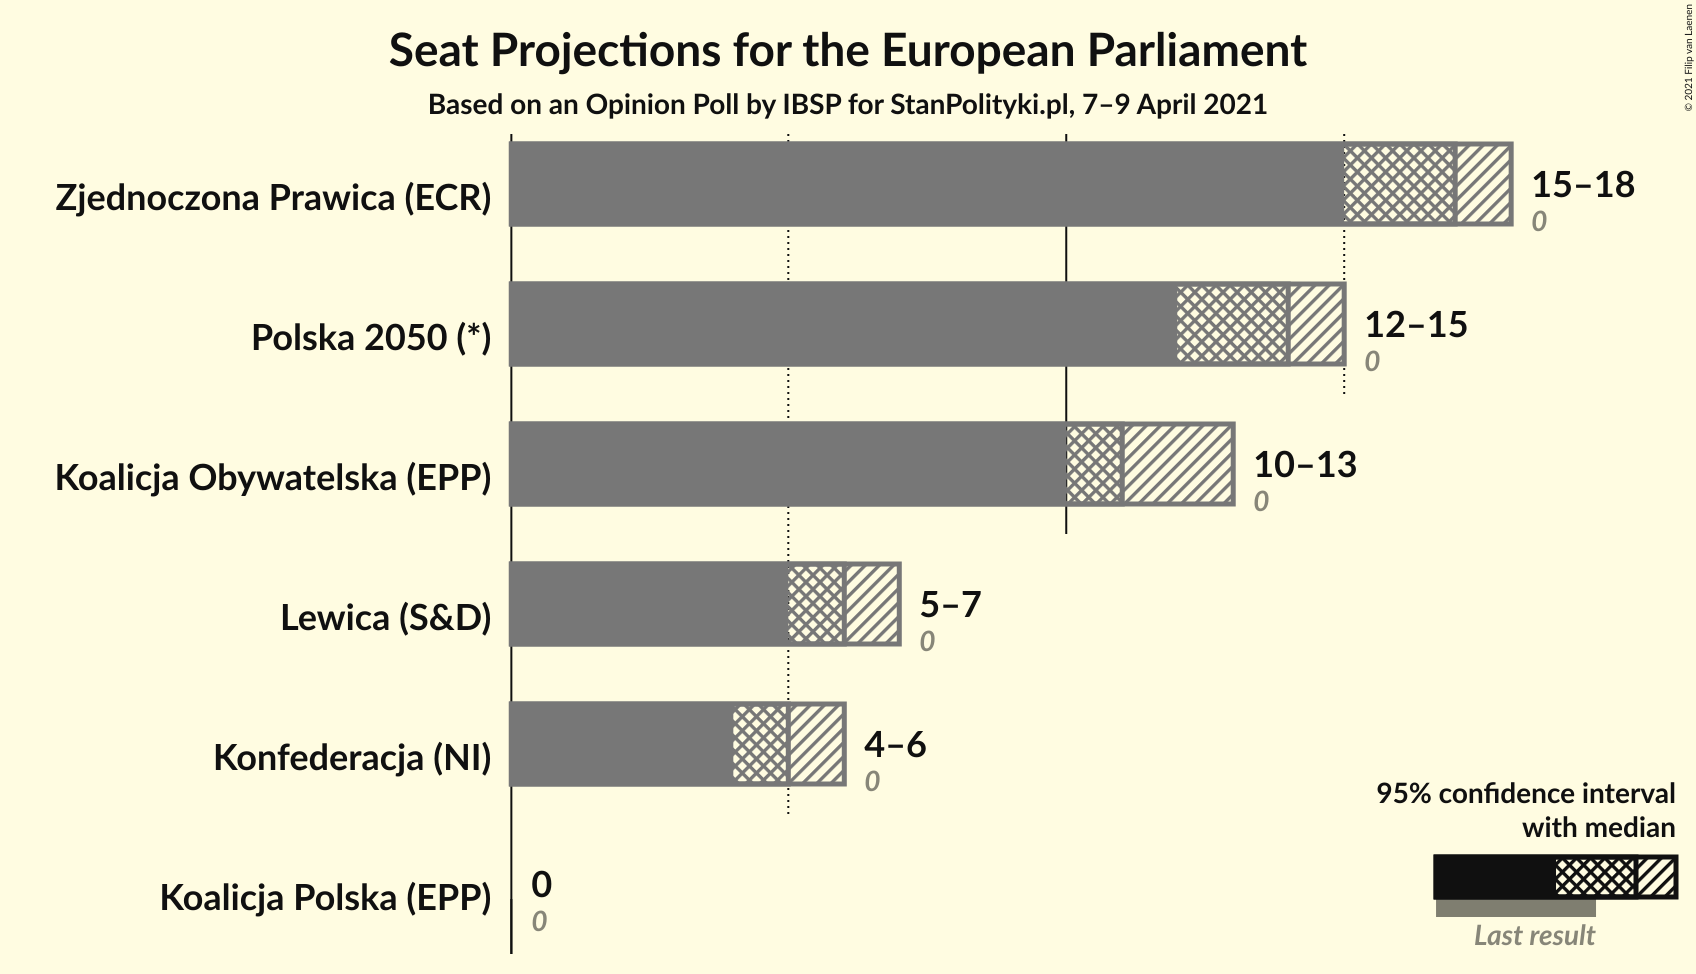 Seat Projections for the European Parliament
Based on an Opinion Poll by IBSP for StanPolityki.pl, 7–9 April 2021
© 2021 Filip van Laenen
Zjednoczona Prawica (ECR)
15–18
0
Polska 2050 (*)
12–15
0
Koalicja Obywatelska (EPP)
10–13
0
Lewica (S&D)
5–7
0
Konfederacja (NI)
4–6
0
Koalicja Polska (EPP)
0
0
95% confidence interval
with median
Last result